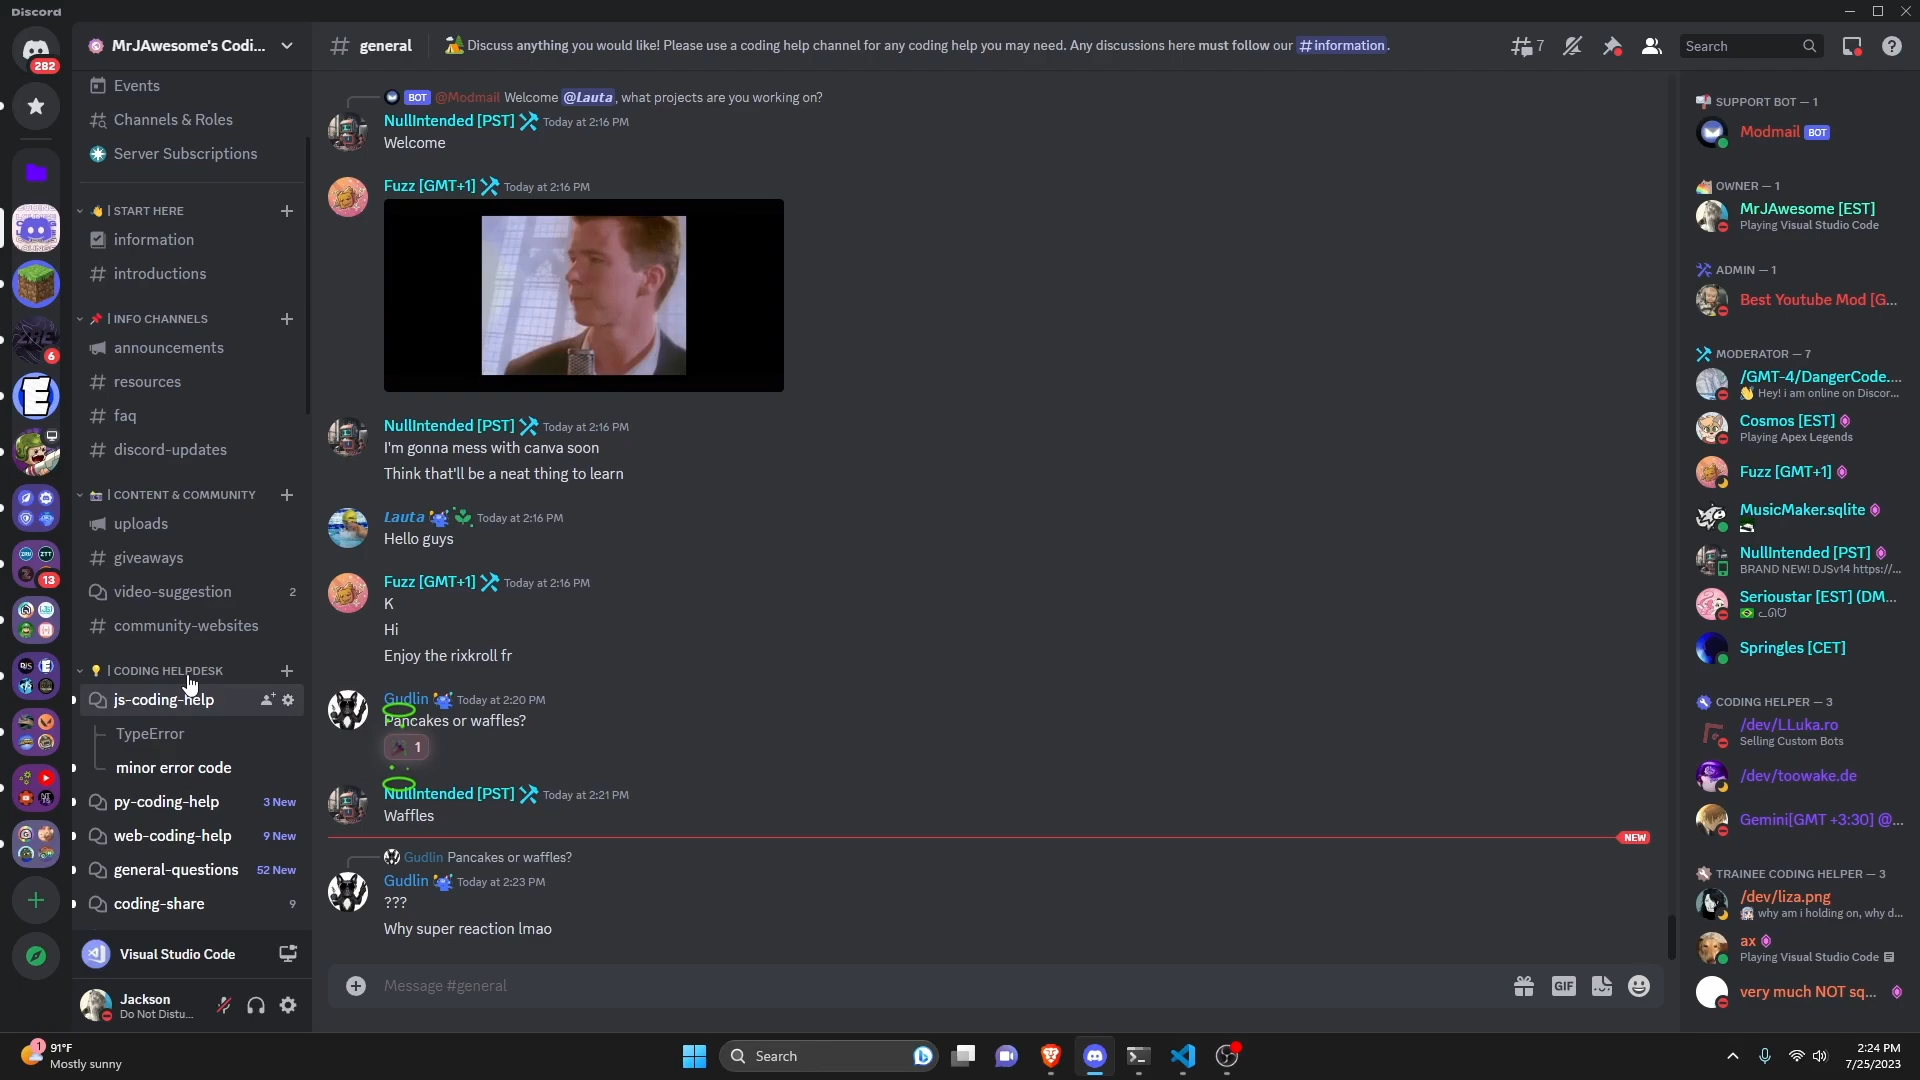 Discord
282
6
13
MrJAwesome's Codi...
Events
Channels & Roles
Server Subscriptions
| START HERE
information
introductions
| INFO CHANNELS
announcements
resources
faq
discord-updates
| CONTENT & COMMUNITY
uploads
giveaways
video-suggestion 2
community-websites
| CODING HELPDESK
js-coding-help
TypeError
minor error code
py-coding-help 3 New
web-coding-help 9 New
general-questions 52 New
coding-share 9
Visual Studio Code
Jackson
Do Not Distu...
general
Discuss anything you would like! Please use a coding help channel for any coding help you may need. Any discussions here must follow our #information.
7
Search
BOT @Modmail Welcome @Lauta, what projects are you working on?
NullIntended [PST] Today at 2:16 PM
Welcome
Fuzz [GMT+1] Today at 2:16 PM
NullIntended [PST] Today at 2:16 PM
I'm gonna mess with canva soon
Think that'll be a neat thing to learn
Lauta Today at 2:16 PM
Hello guys
Fuzz [GMT+1] Today at 2:16 PM
K
Hi
Enjoy the rixkroll fr
Gudlin Today at 2:20 PM
Pancakes or waffles?
1
NullIntended [PST] Today at 2:21 PM
Waffles
NEW
Gudlin Pancakes or waffles?
Gudlin Today at 2:23 PM
???
Why super reaction lmao
Message #general
GIF
SUPPORT BOT — 1
Modmail BOT
OWNER — 1
MrJAwesome [EST]
Playing Visual Studio Code
ADMIN — 1
Best Youtube Mod [G...
MODERATOR — 7
/GMT-4/DangerCode....
Hey! i am online on Discor...
Cosmos [EST]
Playing Apex Legends
Fuzz [GMT+1]
MusicMaker.sqlite
NullIntended [PST]
BRAND NEW! DJSv14 https://...
Serioustar [EST] (DM...
Springles [CET]
CODING HELPER — 3
/dev/LLuka.ro
Selling Custom Bots
/dev/toowake.de
Gemini[GMT +3:30] @...
TRAINEE CODING HELPER — 3
/dev/liza.png
why am i holding on, why d...
ax
Playing Visual Studio Code
very much NOT sq...
1
91°F
Mostly sunny
Search
2:24 PM
7/25/2023